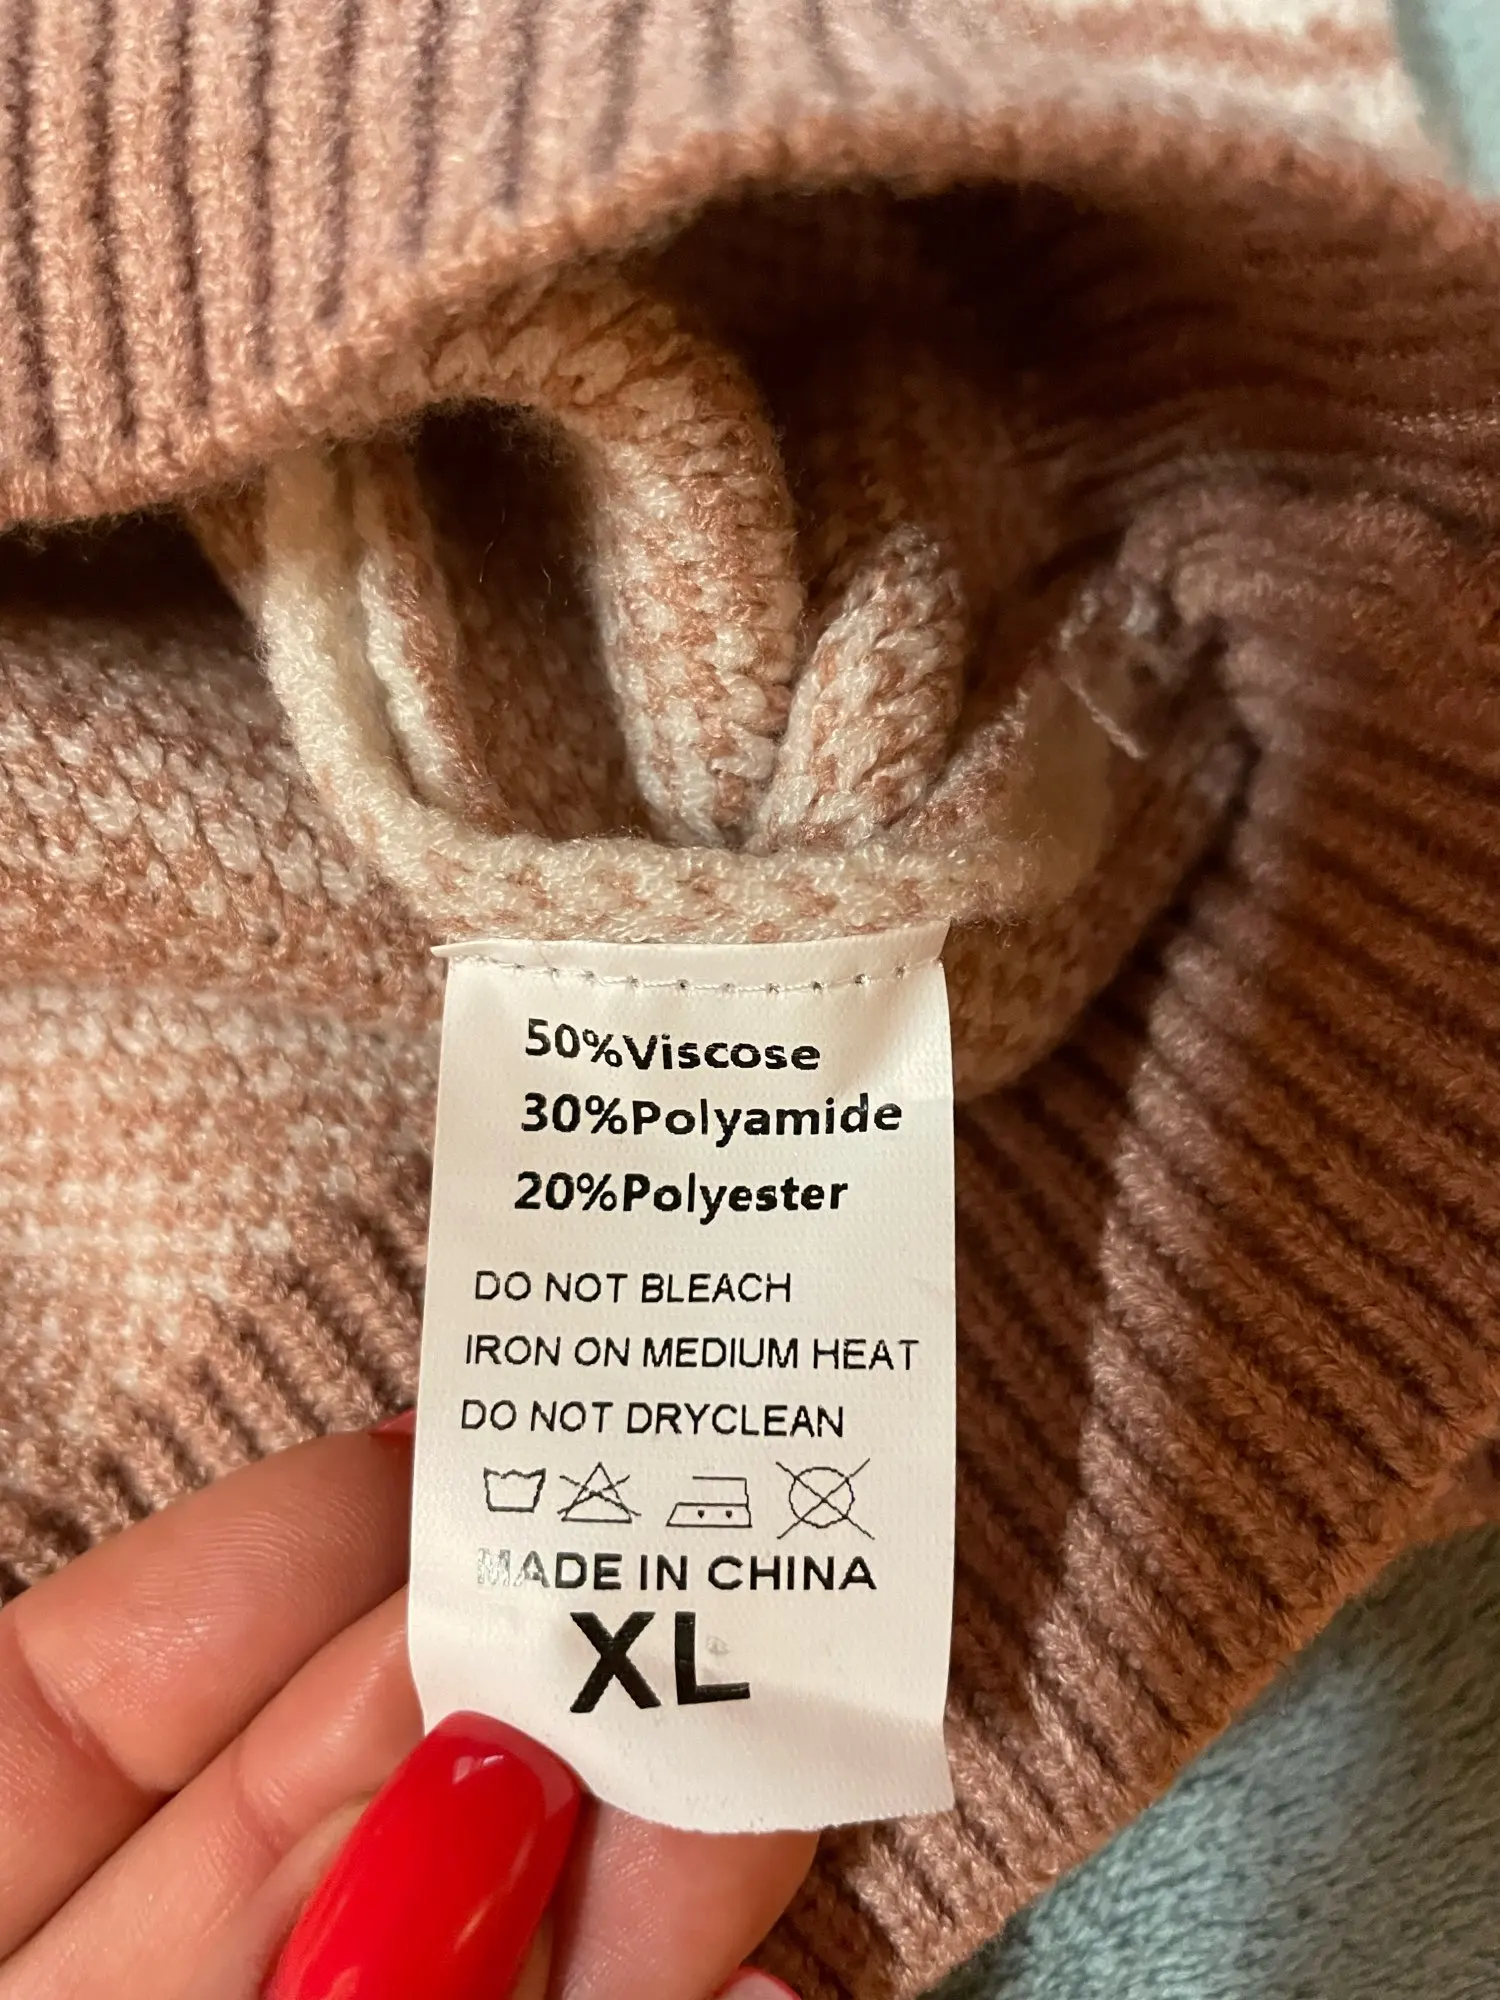 50%Viscose
30%Polyamide
20%Polyester
DO NOT BLEACH
IRON ON MEDIUM HEAT
DO NOT DRYCLEAN
MADE IN CHINA
XL